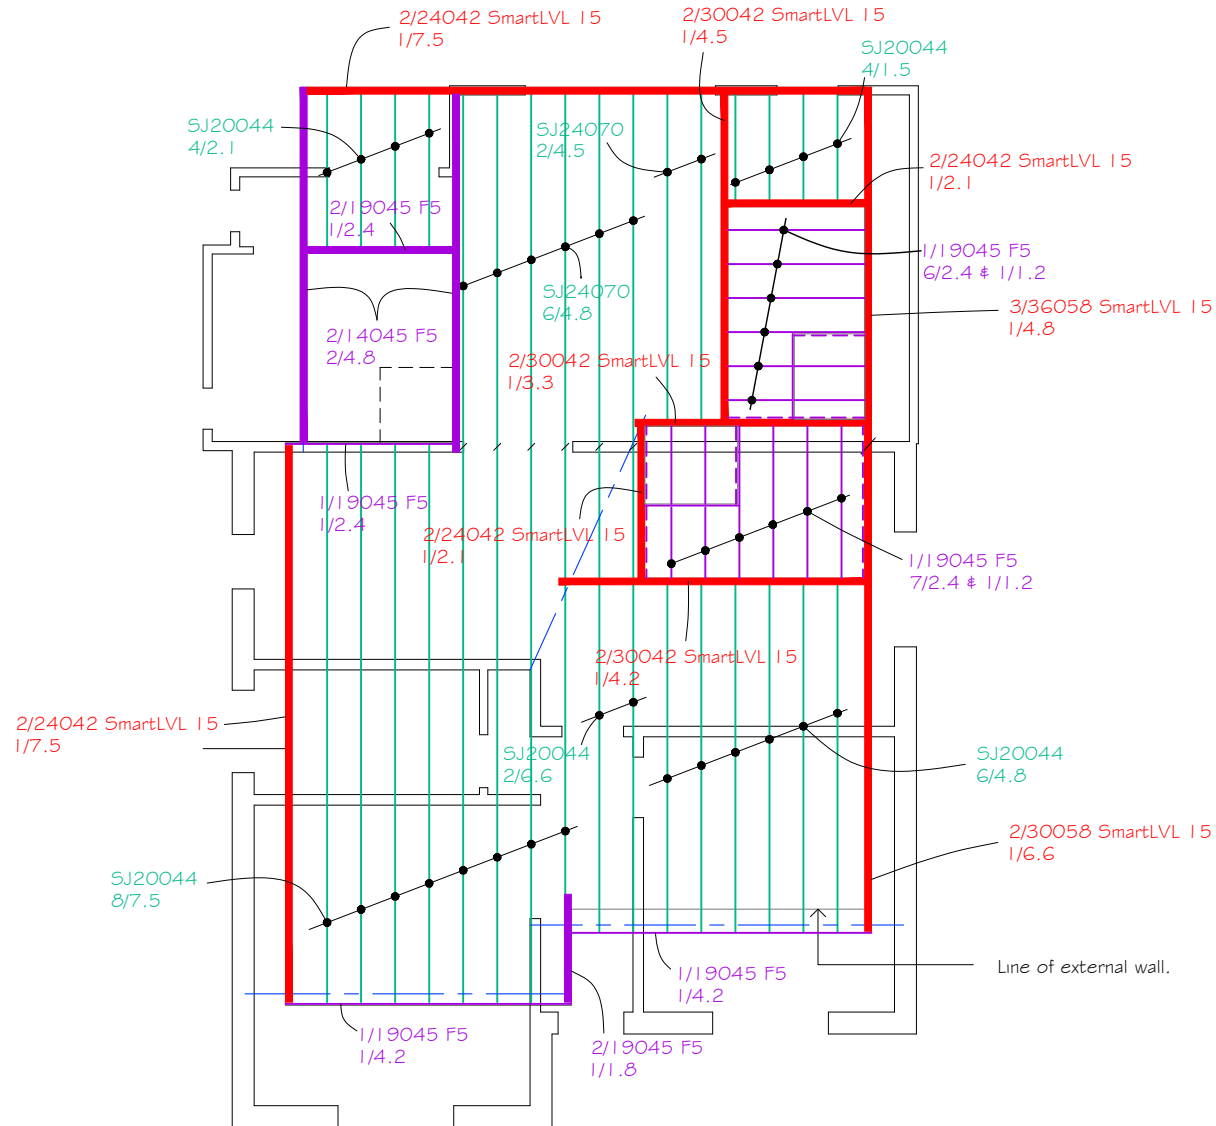 2/24042 SmartLVL 15
1/7.5
2/30042 SmartLVL 15
1/4.5
SJ20044
4/1.5
SJ20044
4/2.1
SJ24070
2/4.5
2/24042 SmartLVL 15
1/2.1
2/19045 F5
1/2.4
1/19045 F5
6/2.4 & 1/1.2
SJ24070
6/4.8
3/36058 SmartLVL 15
1/4.8
2/14045 F5
2/4.8
2/30042 SmartLVL 15
1/3.3
1/19045 F5
1/2.4
2/24042 SmartLVL 15
1/2.1
1/19045 F5
7/2.4 & 1/1.2
2/30042 SmartLVL 15
1/4.2
2/24042 SmartLVL 15
1/7.5
SJ20044
2/6.6
SJ20044
6/4.8
2/30058 SmartLVL 15
1/6.6
SJ20044
8/7.5
Line of external wall.
1/19045 F5
1/4.2
1/19045 F5
1/4.2
2/19045 F5
1/1.8